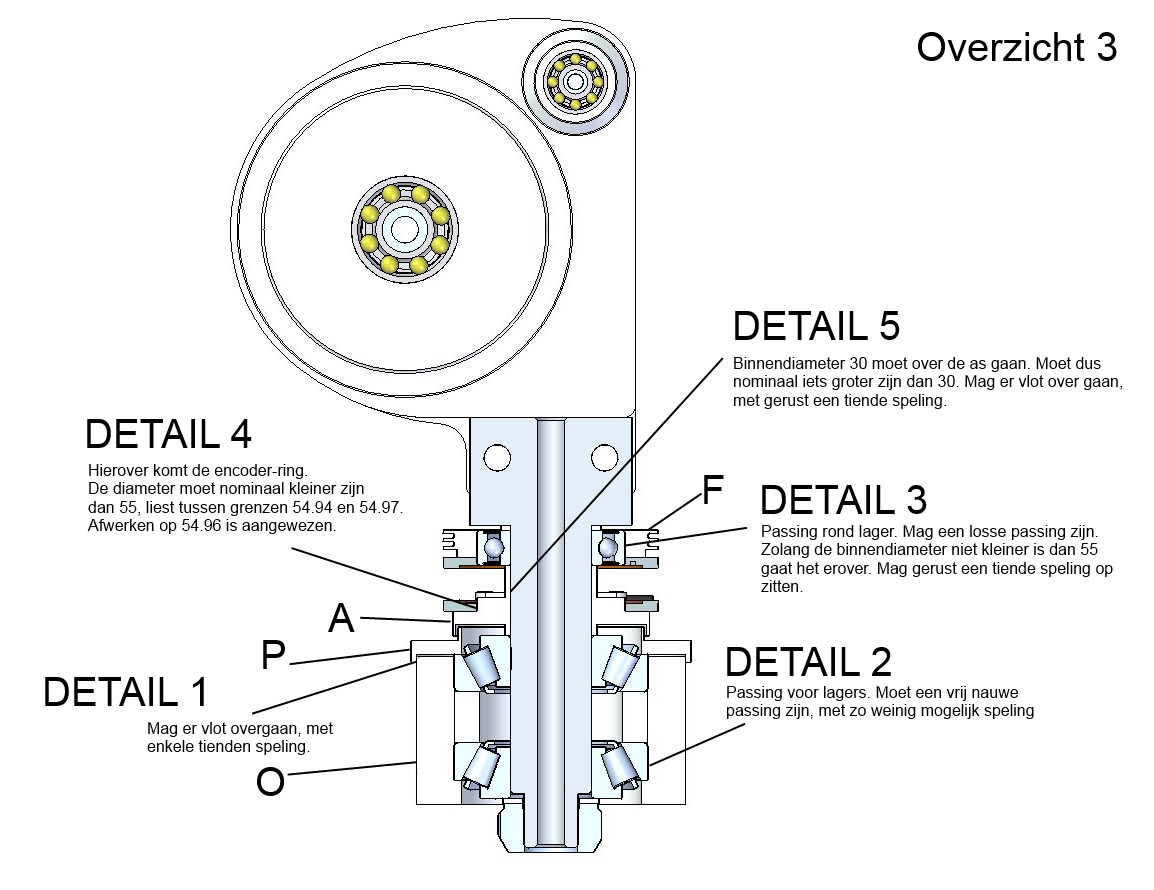 Overzicht 3
DETAIL 5
Binnendiameter 30 moet over de as gaan. Moet dus
nominaal iets groter zijn dan 30. Mag er vlot over gaan,
met gerust een tiende speling.
DETAIL 4
Hierover komt de encoder-ring.
De diameter moet nominaal kleiner zijn
dan 55, liest tussen grenzen 54.94 en 54.97.
Afwerken op 54.96 is aangewezen.
F
DETAIL 3
Passing rond lager. Mag een losse passing zijn.
Zolang de binnendiameter niet kleiner is dan 55
gaat het erover. Mag gerust een tiende speling op
zitten.
A
P
DETAIL 1
Mag er vlot overgaan, met
enkele tienden speling.
O
DETAIL 2
Passing voor lagers. Moet een vrij nauwe
passing zijn, met zo weinig mogelijk speling